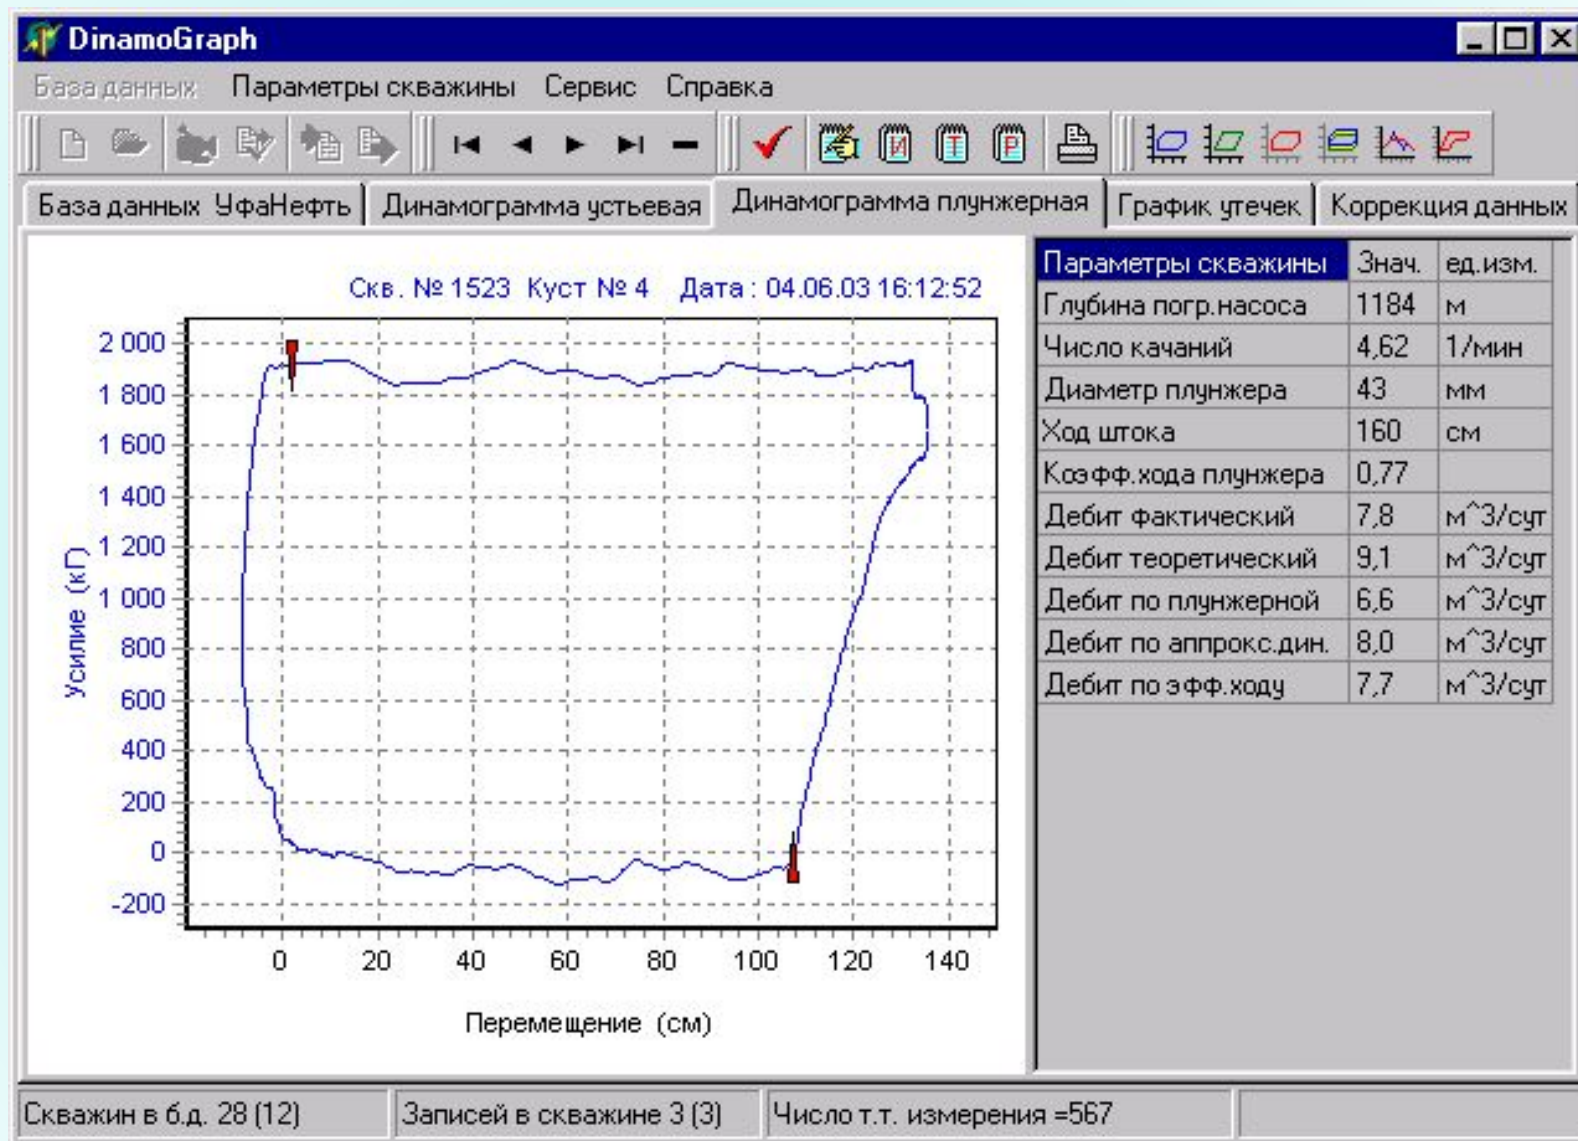 DinamoGraph
База данных Параметры скважины Сервис Справка
И Т Р
База данных УфаНефть Динамограмма устьевая Динамограмма плунжерная График утечек Коррекция данных
Скв. № 1523 Куст № 4 Дата : 04.06.03 16:12:52
2 000
1 800
1 600
1 400
1 200
1 000
800
600
400
200
0
-200
Усилие (кГ)
0 20 40 60 80 100 120 140
Перемещение (см)
Параметры скважины Знач. ед.изм.
Глубина погр.насоса 1184 м
Число качаний 4,62 1/мин
Диаметр плунжера 43 мм
Ход штока 160 см
Коэфф.хода плунжера 0,77
Дебит фактический 7,8 м^3/сут
Дебит теоретический 9,1 м^3/сут
Дебит по плунжерной 6,6 м^3/сут
Дебит по аппрокс.дин. 8,0 м^3/сут
Дебит по эфф.ходу 7,7 м^3/сут
Скважин в б.д. 28 (12) Записей в скважине 3 (3) Число т.т. измерения =567